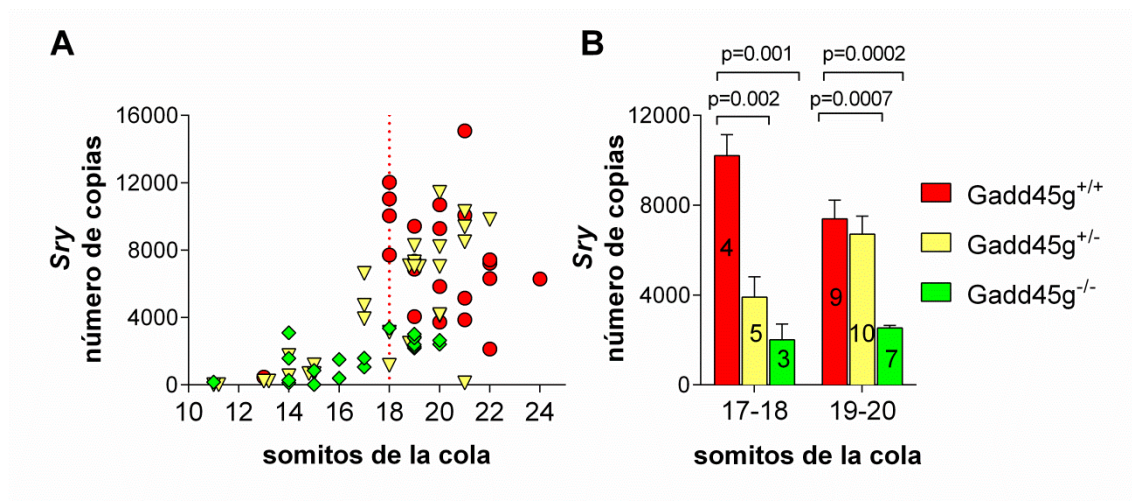 A
Sry
número de copias
16000
12000
8000
4000
0
10 12 14 16 18 20 22 24
somitos de la cola
B
p=0.001 p=0.0002
p=0.002 p=0.0007
Sry
número de copias
12000
8000
4000
0
4 5 3 9 10 7
17-18 19-20
somitos de la cola
Gadd45g+/+
Gadd45g+/-
Gadd45g-/-